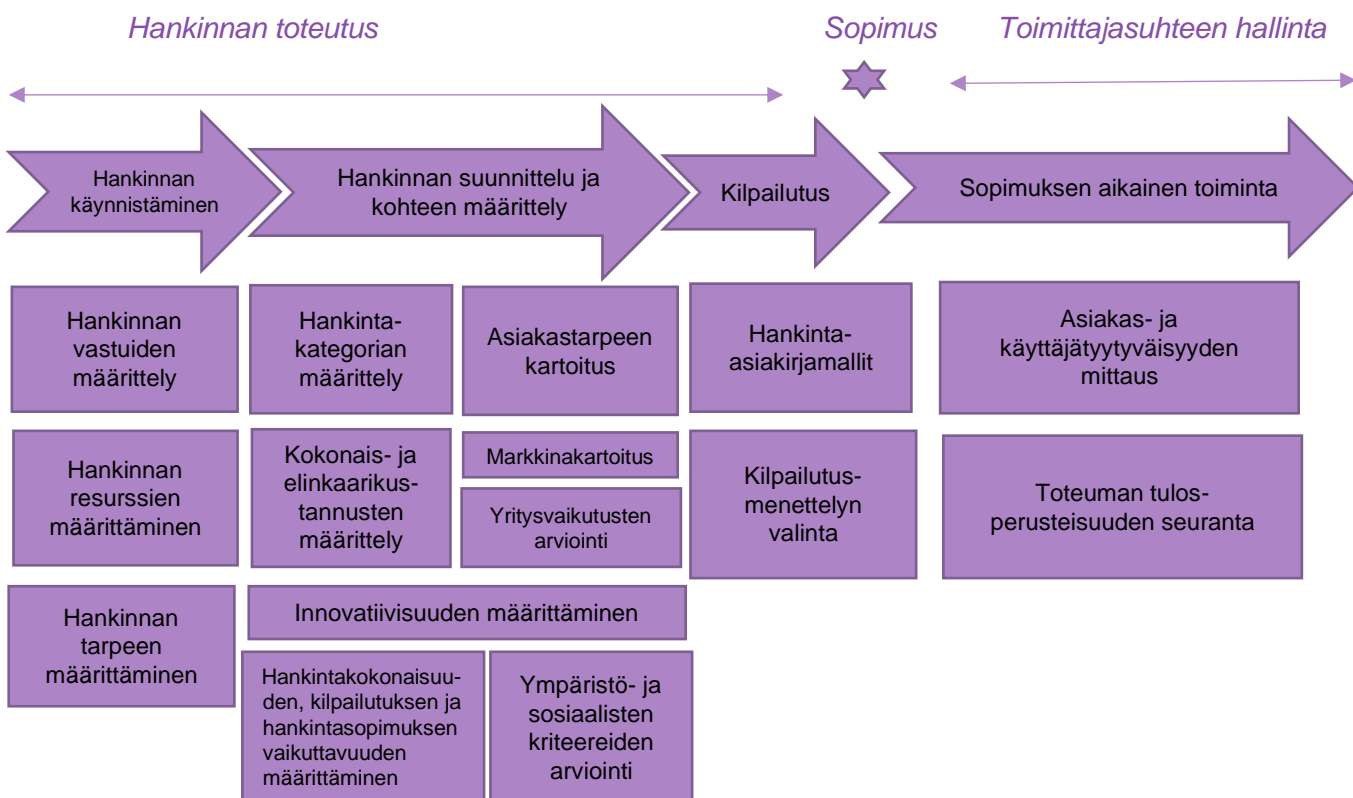 Hankinnan toteutus
Sopimus
Toimittajasuhteen hallinta
Hankinnan
käynnistäminen
Hankinnan suunnittelu ja
kohteen määrittely
Kilpailutus
Sopimuksen aikainen toiminta
Hankinnan
vastuiden
määrittely
Hankinta-
kategorian
määrittely
Asiakastarpeen
kartoitus
Hankinta-
asiakirjamallit
Asiakas- ja
käyttäjätyytyväisyyden
mittaus
Hankinnan
resurssien
määrittäminen
Kokonais- ja
elinkaarikus-
tannusten
määrittely
Markkinakartoitus
Yritysvaikutusten
arviointi
Kilpailutus-
menettelyn
valinta
Toteuman tulos-
perusteisuuden seuranta
Hankinnan
tarpeen
määrittäminen
Innovatiivisuuden määrittäminen
Hankintakokonaisuu-
den, kilpailutuksen ja
hankintasopimuksen
vaikuttavuuden
määrittäminen
Ympäristö- ja
sosiaalisten
kriteereiden
arviointi